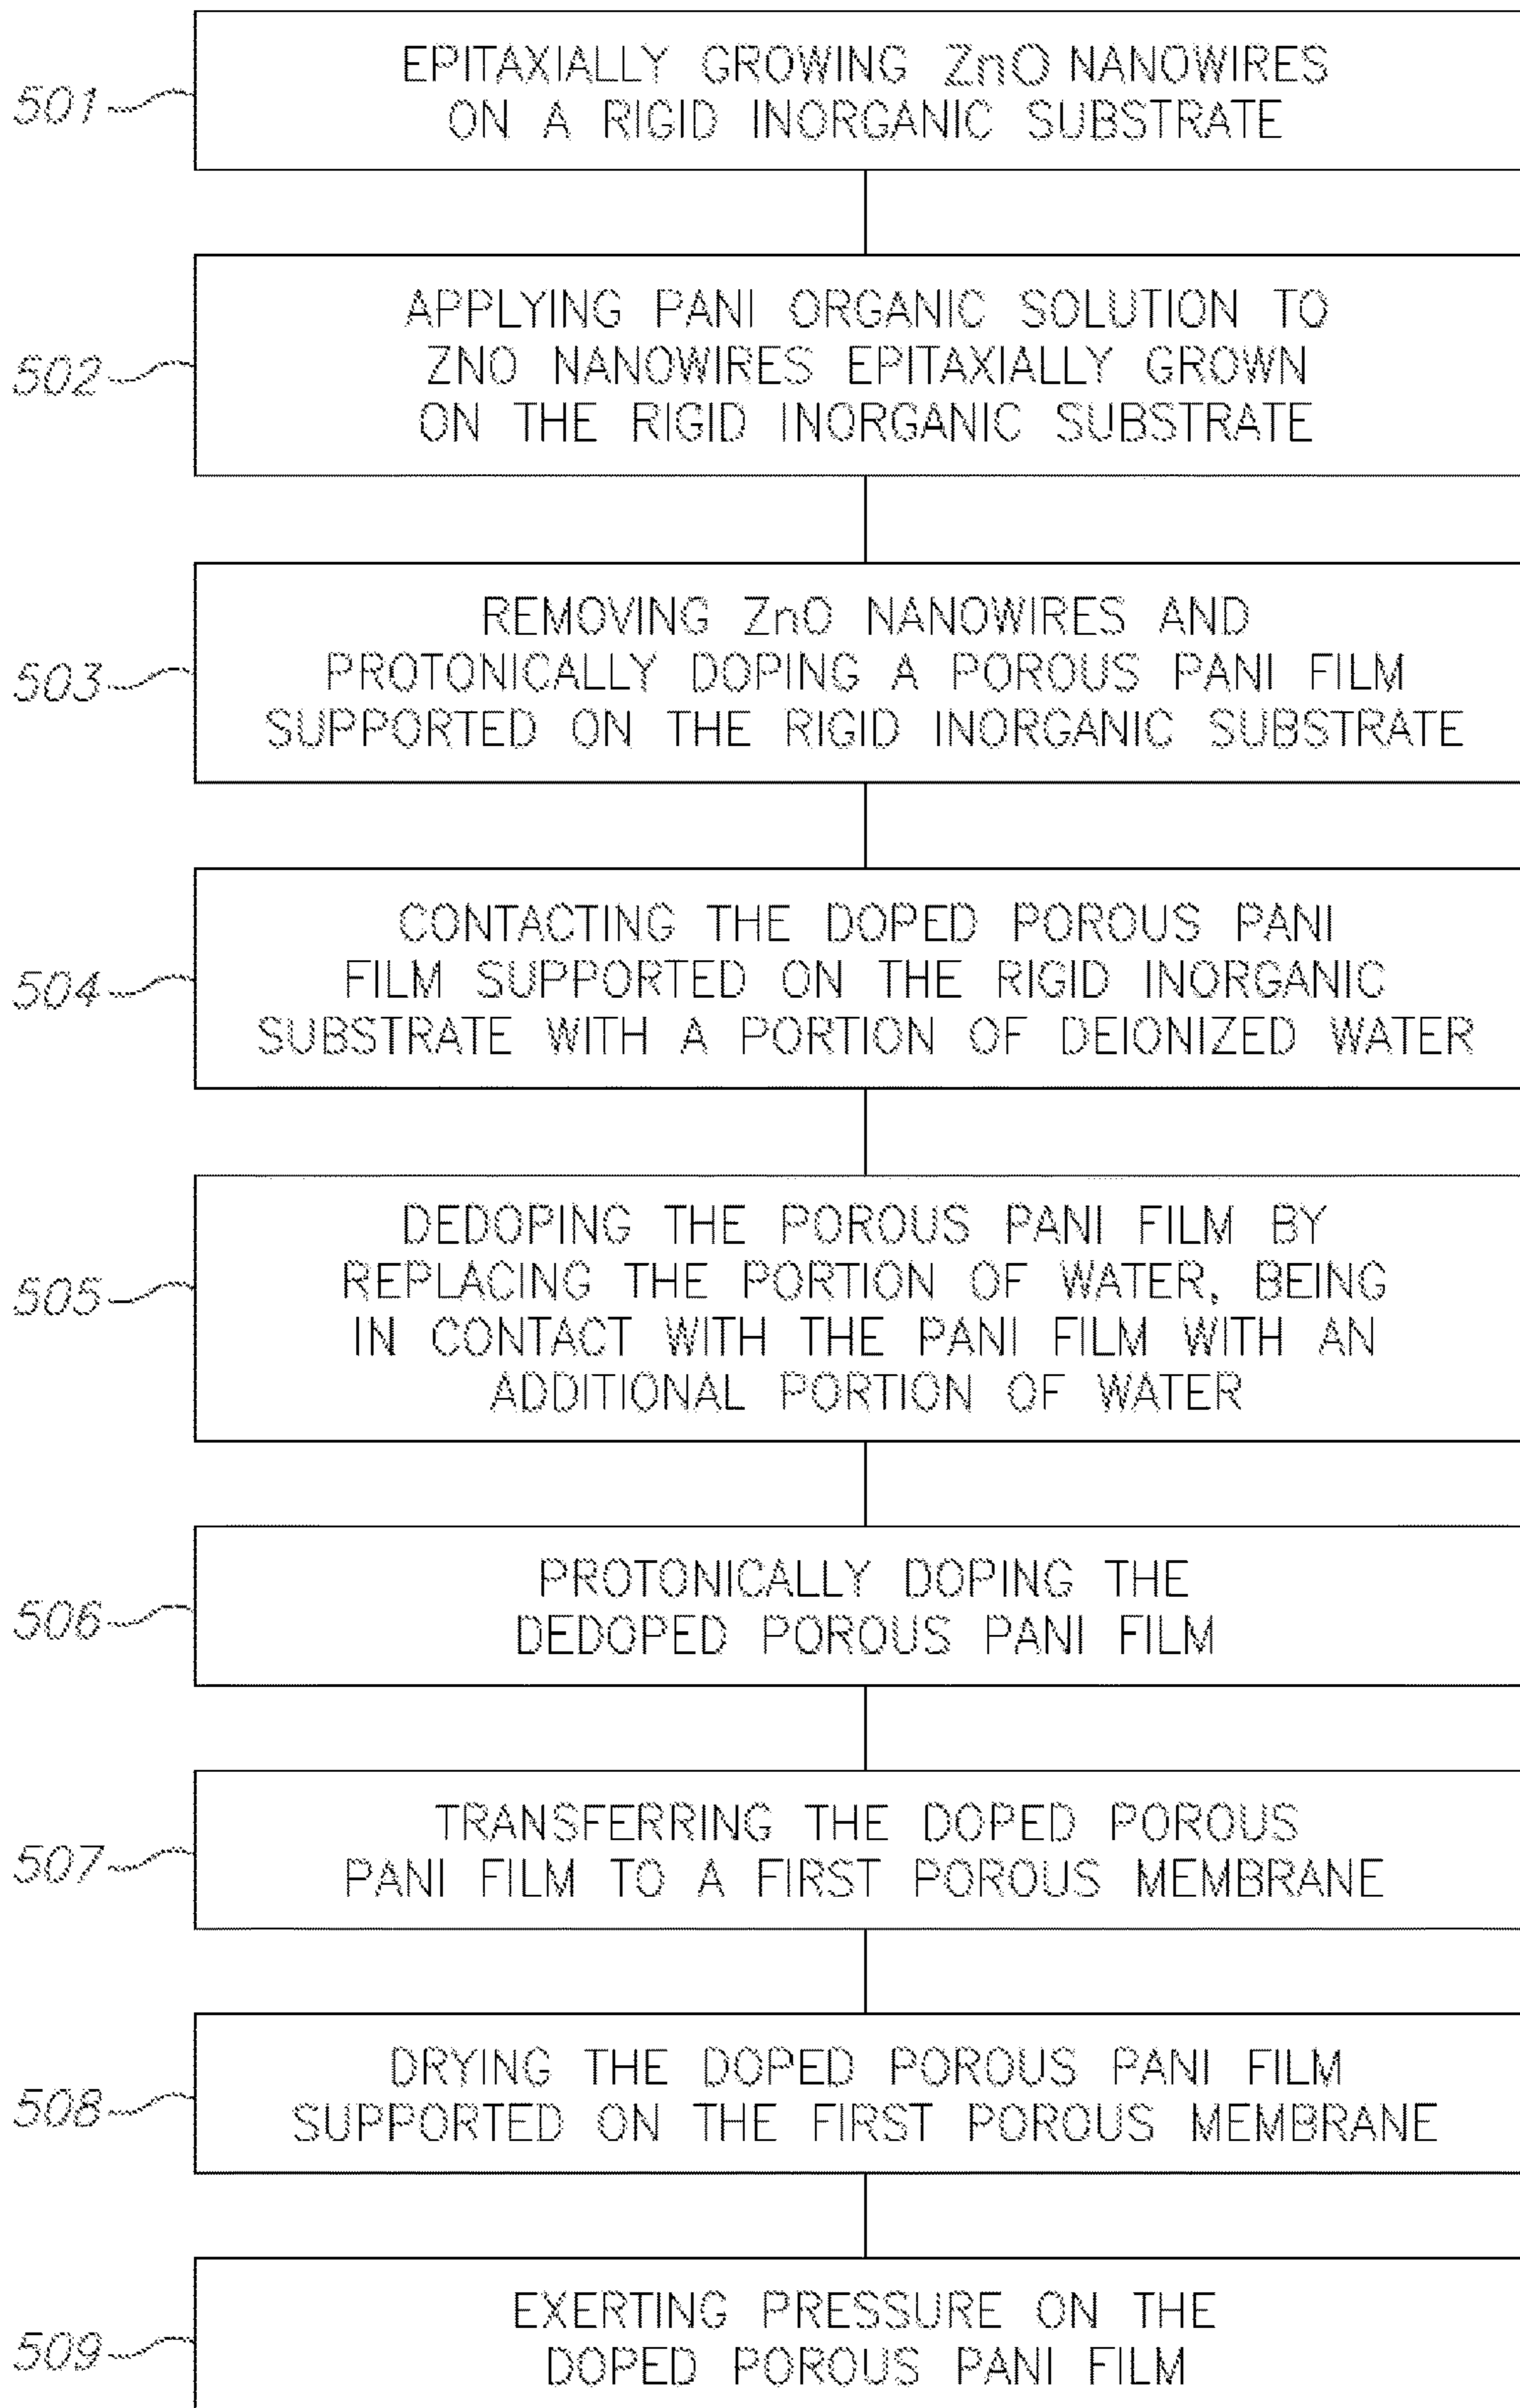 501
EPITAXIALLY GROWING ZnO NANOWIRES
ON A RIGID INORGANIC SUBSTRATE
502
APPLYING PANI ORGANIC SOLUTION TO
ZNO NANOWIRES EPITAXIALLY GROWN
ON THE RIGID INORGANIC SUBSTRATE
503
REMOVING ZnO NANOWIRES AND
PROTONICALLY DOPING A POROUS PANI FILM
SUPPORTED ON THE RIGID INORGANIC SUBSTRATE
504
CONTACTING THE DOPED POROUS PANI
FILM SUPPORTED ON THE RIGID INORGANIC
SUBSTRATE WITH A PORTION OF DEIONIZED WATER
505
DEDOPING THE POROUS PANI FILM BY
REPLACING THE PORTION OF WATER, BEING
IN CONTACT WITH THE PANI FILM WITH AN
ADDITIONAL PORTION OF WATER
506
PROTONICALLY DOPING THE
DEDOPED POROUS PANI FILM
507
TRANSFERRING THE DOPED POROUS
PANI FILM TO A FIRST POROUS MEMBRANE
508
DRYING THE DOPED POROUS PANI FILM
SUPPORTED ON THE FIRST POROUS MEMBRANE
509
EXERTING PRESSURE ON THE
DOPED POROUS PANI FILM